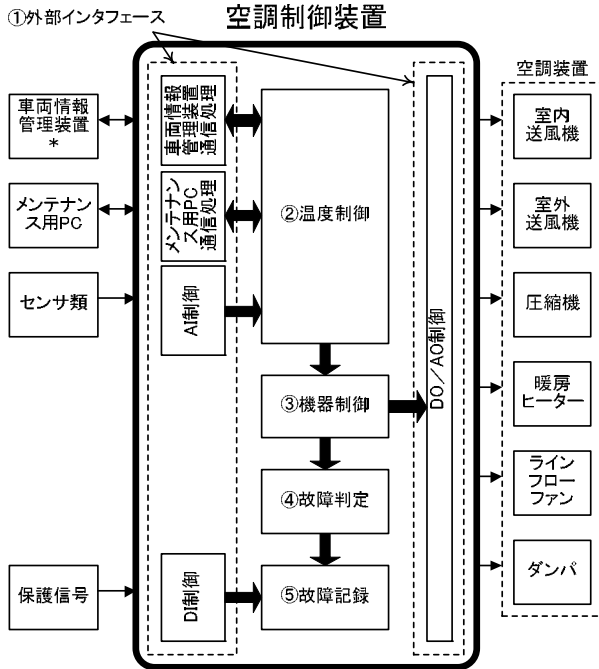 ①外部インタフェース
空調制御装置
車両情報
管理装置
*
メンテナン
ス用PC
センサ類
保護信号
車両情報
管理装置
通信処理
メンテナンス
用PC
通信処理
AI制御
DI制御
②温度制御
③機器制御
④故障判定
⑤故障記録
DO／AO制御
空調装置
室内
送風機
室外
送風機
圧縮機
暖房
ヒーター
ライン
フロー
ファン
ダンパ